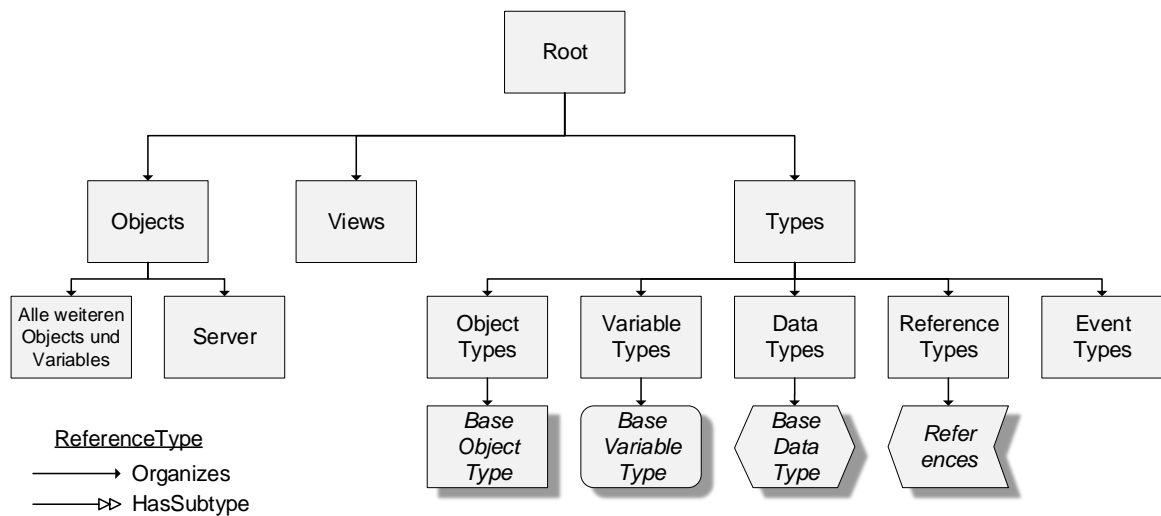 Root
Objects
Views
Types
Alle weiteren
Objects und
Variables
Server
Object
Types
Variable
Types
Data
Types
Reference
Types
Event
Types
Base
Object
Type
Base
Variable
Type
Base
Data
Type
Refer
ences
ReferenceType
Organizes
HasSubtype